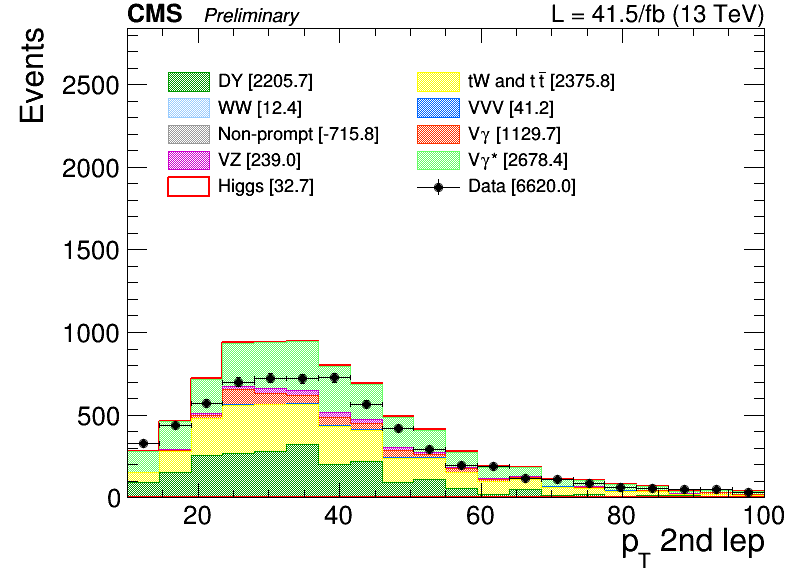 CMS Preliminary L = 41.5/fb (13 TeV)
Events
2500
2000
1500
1000
500
0
DY [2205.7]
WW [12.4]
Non-prompt [-715.8]
VZ [239.0]
Higgs [32.7]
tW and t t̅ [2375.8]
VVV [41.2]
Vγ [1129.7]
Vγ* [2678.4]
Data [6620.0]
20 40 60 80 100
p_T 2nd lep